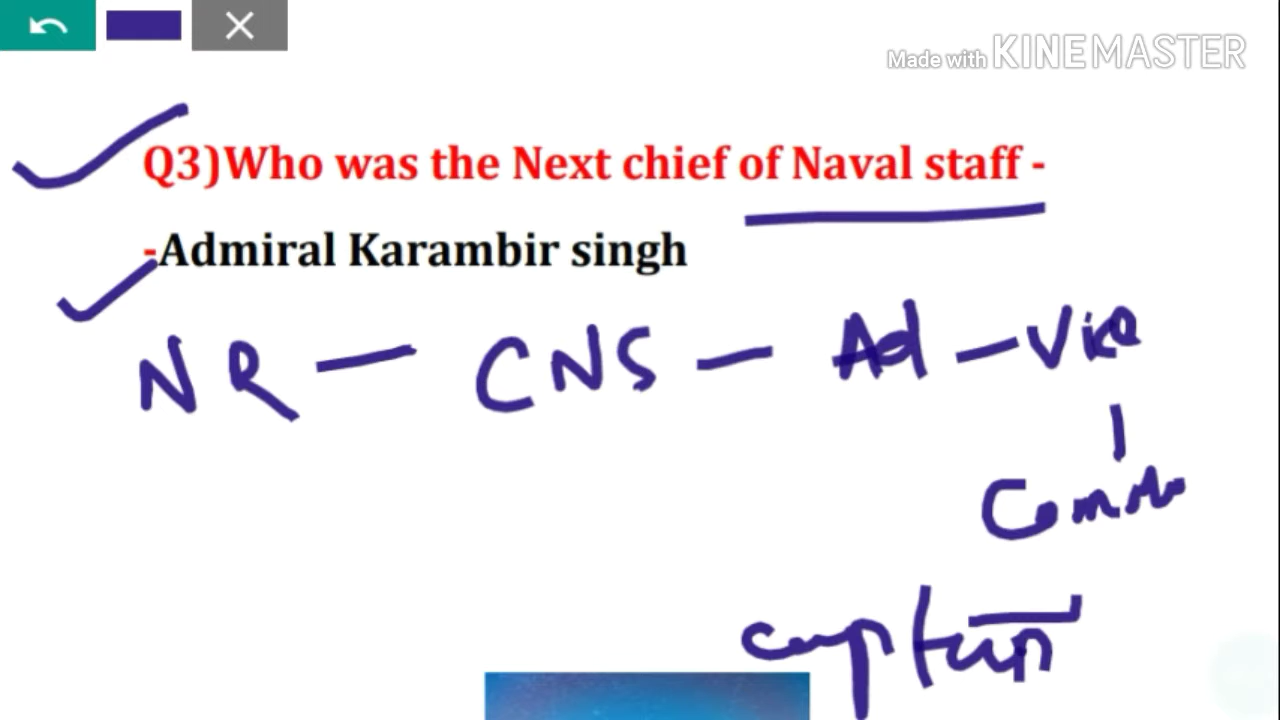 Made with KINEMASTER
Q3)Who was the Next chief of Naval staff -
-Admiral Karambir singh
NR - CNS - Ad - Vice
captain